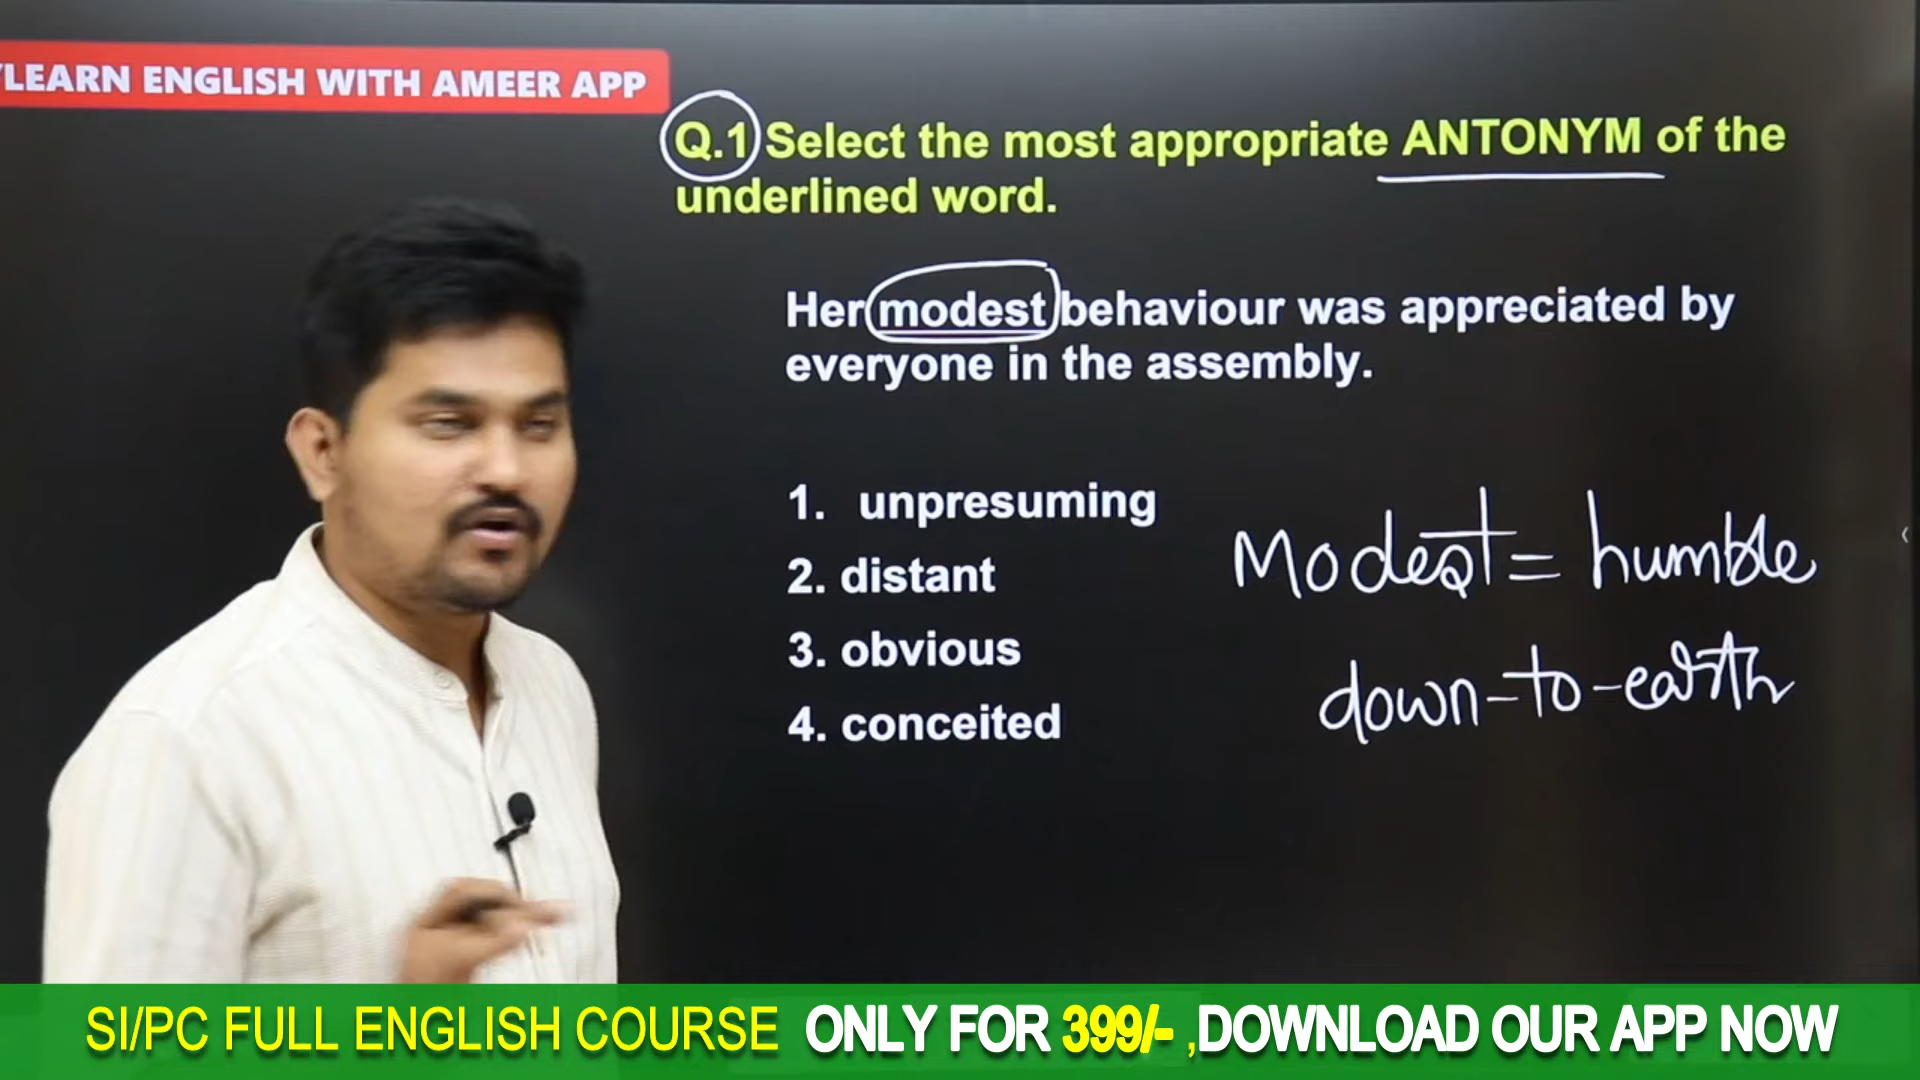 LEARN ENGLISH WITH AMEER APP
Q.1 Select the most appropriate ANTONYM of the
underlined word.
Her modest behaviour was appreciated by
everyone in the assembly.
1. unpresuming
2. distant
3. obvious
4. conceited
Modest = humble
down-to-earth
SI/PC FULL ENGLISH COURSE ONLY FOR 399/- ,DOWNLOAD OUR APP NOW